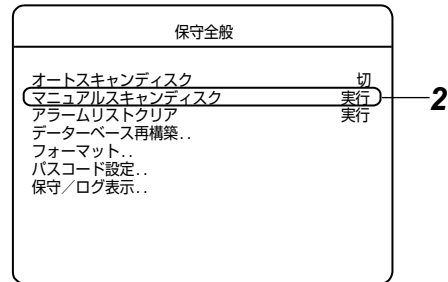 保守全般
オートスキャンディスク 切
マニュアルスキャンディスク 実行 2
アラームリストクリア 実行
データーベース再構築..
フォーマット..
パスコード設定..
保守／ログ表示..